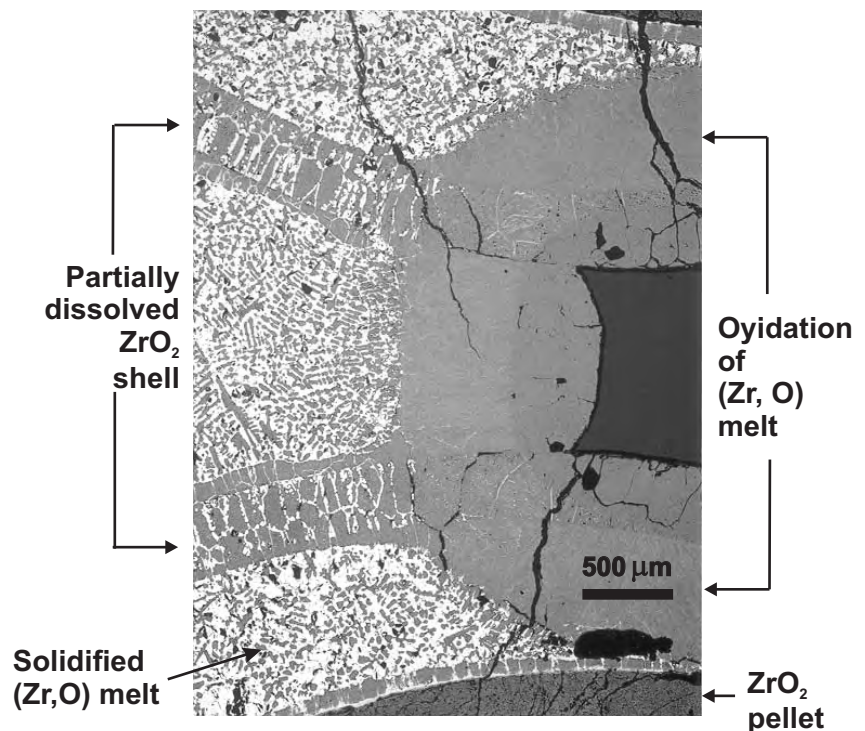 Partially
dissolved
ZrO₂
shell
Oyidation
of
(Zr, O)
melt
500 μm
Solidified
(Zr,O) melt
ZrO₂
pellet